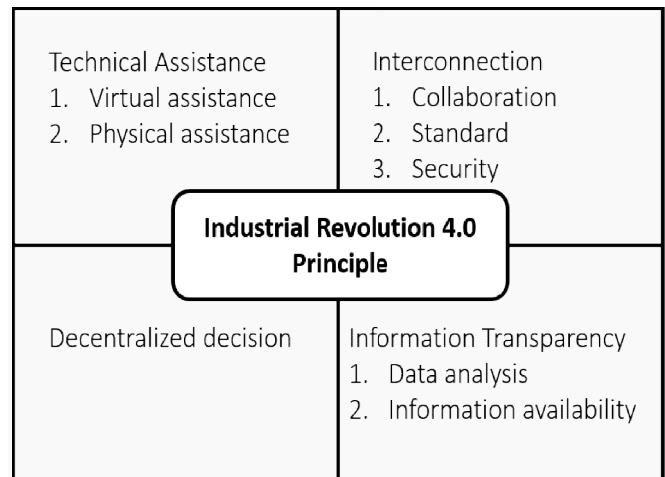 Technical Assistance
1. Virtual assistance
2. Physical assistance
Interconnection
1. Collaboration
2. Standard
3. Security
Industrial Revolution 4.0
Principle
Decentralized decision
Information Transparency
1. Data analysis
2. Information availability